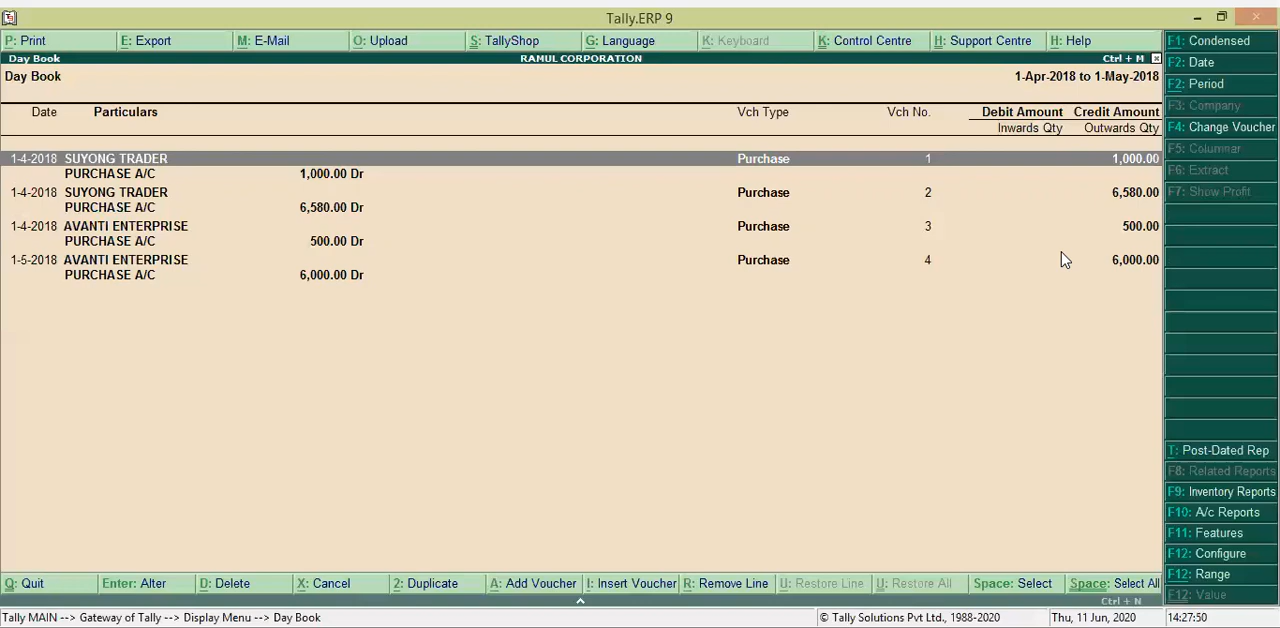 Tally.ERP 9
P: Print E: Export M: E-Mail O: Upload S: TallyShop G: Language K: Keyboard K: Control Centre H: Support Centre H: Help
Day Book RAMUL CORPORATION Ctrl + M
Day Book 1-Apr-2018 to 1-May-2018
Date Particulars Vch Type Vch No. Debit Amount Credit Amount
Inwards Qty Outwards Qty
1-4-2018 SUYONG TRADER Purchase 1 1,000.00
PURCHASE A/C 1,000.00 Dr
1-4-2018 SUYONG TRADER Purchase 2 6,580.00
PURCHASE A/C 6,580.00 Dr
1-4-2018 AVANTI ENTERPRISE Purchase 3 500.00
PURCHASE A/C 500.00 Dr
1-5-2018 AVANTI ENTERPRISE Purchase 4 6,000.00
PURCHASE A/C 6,000.00 Dr
F1: Condensed
F2: Date
F2: Period
F3: Company
F4: Change Voucher
F5: Columnar
F6: Extract
F7: Show Profit
T: Post-Dated Rep
F8: Related Reports
F9: Inventory Reports
F10: A/c Reports
F11: Features
F12: Configure
F12: Range
F12: Value
Q: Quit Enter: Alter D: Delete X: Cancel 2: Duplicate A: Add Voucher I: Insert Voucher R: Remove Line U: Restore Line U: Restore All Space: Select Space: Select All
Ctrl + N
Tally MAIN --> Gateway of Tally --> Display Menu --> Day Book © Tally Solutions Pvt Ltd., 1988-2020 Thu, 11 Jun, 2020 14:27:50